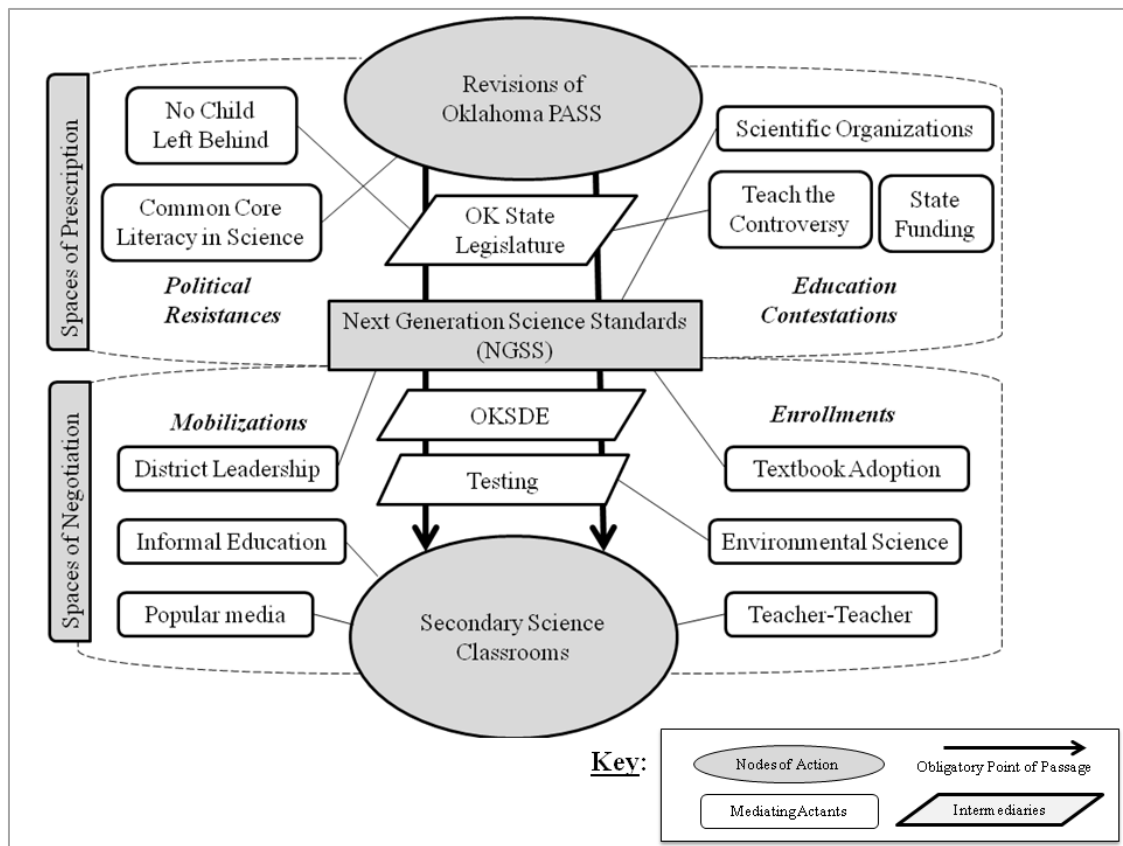 Revisions of
Oklahoma PASS
Spaces of Prescription
No Child
Left Behind
Scientific Organizations
Common Core
Literacy in Science
OK State
Legislature
Teach the
Controversy
State
Funding
Political
Resistances
Education
Contestations
Next Generation Science Standards
(NGSS)
Spaces of Negotiation
Mobilizations
OKSDE
Enrollments
District Leadership
Testing
Textbook Adoption
Informal Education
Environmental Science
Popular media
Secondary Science
Classrooms
Teacher-Teacher
Key:
Nodes of Action
Obligatory Point of Passage
Mediating Actants
Intermediaries